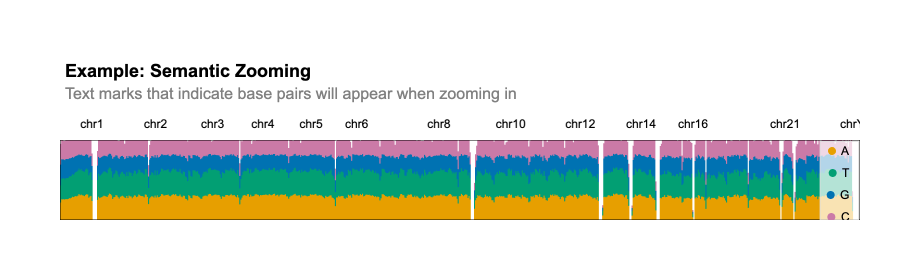 Example: Semantic Zooming
Text marks that indicate base pairs will appear when zooming in
chr1 chr2 chr3 chr4 chr5 chr6 chr8 chr10 chr12 chr14 chr16 chr21
A
T
G
C